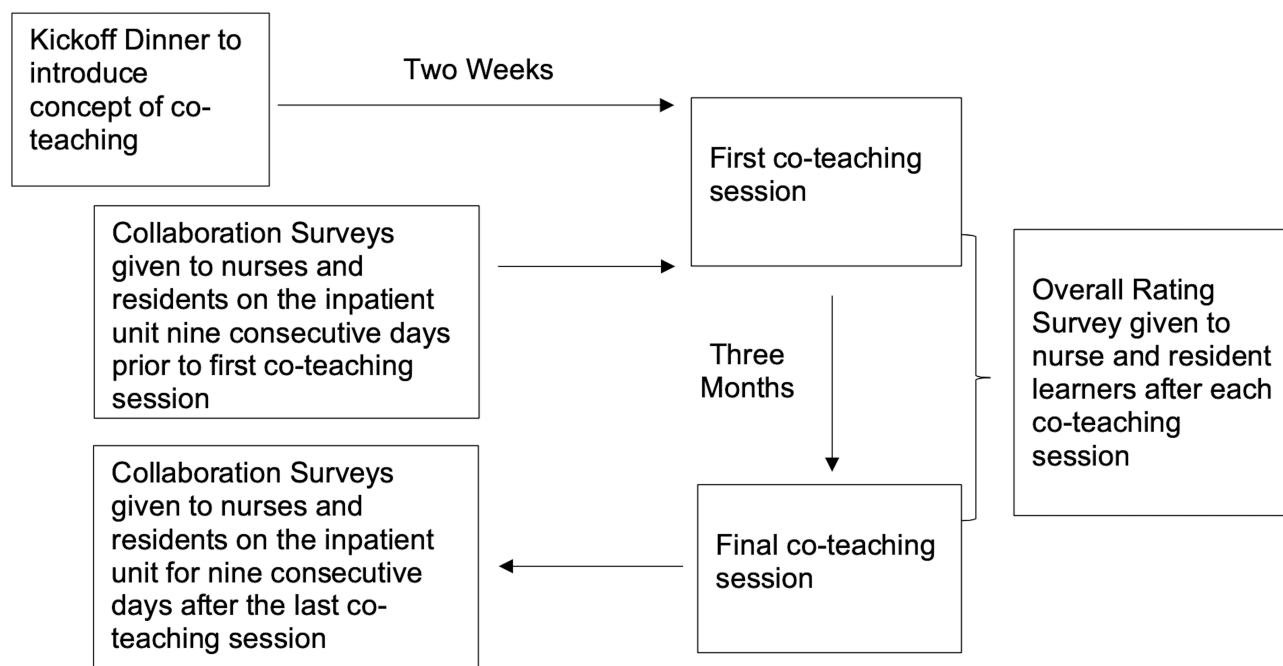 Kickoff Dinner to
introduce
concept of co-
teaching
Two Weeks
First co-teaching
session
Collaboration Surveys
given to nurses and
residents on the inpatient
unit nine consecutive days
prior to first co-teaching
session
Three
Months
Overall Rating
Survey given to
nurse and resident
learners after each
co-teaching
session
Collaboration Surveys
given to nurses and
residents on the inpatient
unit for nine consecutive
days after the last co-
teaching session
Final co-teaching
session